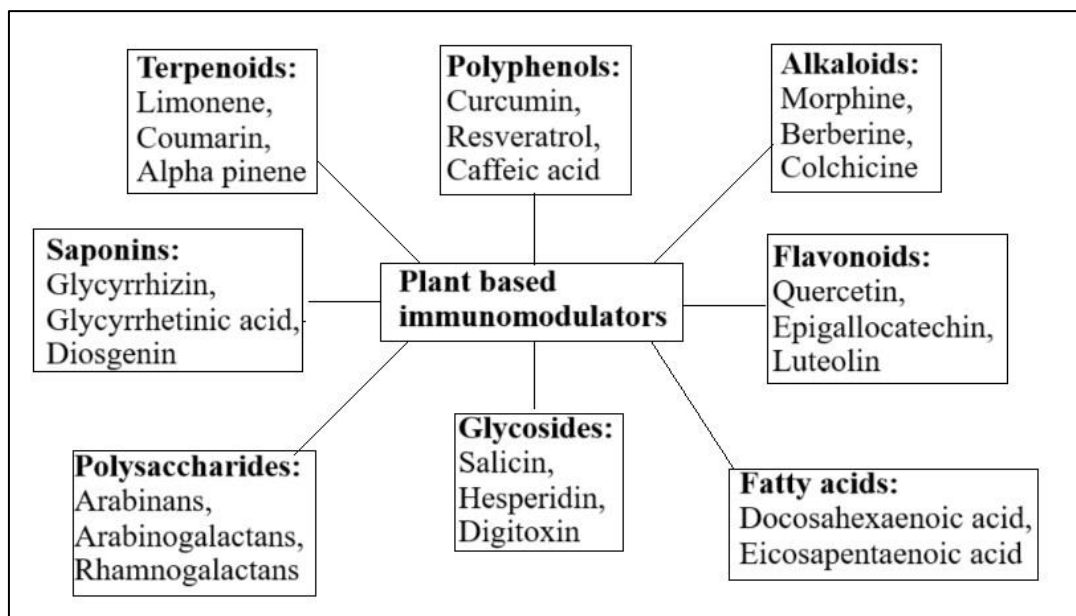 Terpenoids:
Limonene,
Coumarin,
Alpha pinene
Polyphenols:
Curcumin,
Resveratrol,
Caffeic acid
Alkaloids:
Morphine,
Berberine,
Colchicine
Saponins:
Glycyrrhizin,
Glycyrrhetinic acid,
Diosgenin
Plant based
immunomodulators
Flavonoids:
Quercetin,
Epigallocatechin,
Luteolin
Polysaccharides:
Arabinans,
Arabinogalactans,
Rhamnogalactans
Glycosides:
Salicin,
Hesperidin,
Digitoxin
Fatty acids:
Docosahexaenoic acid,
Eicosapentaenoic acid